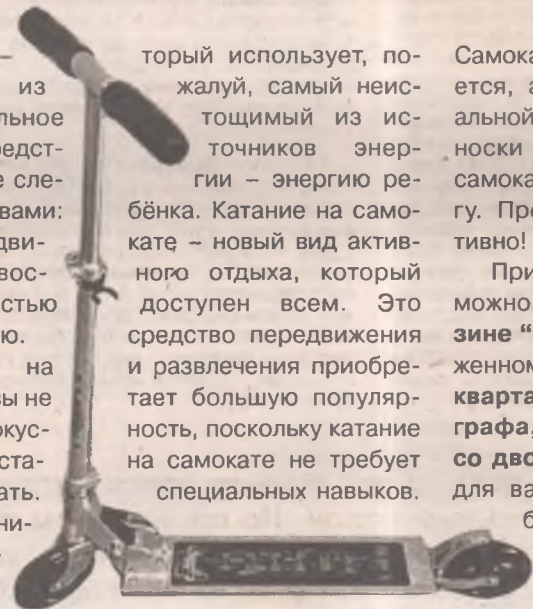 –
из
льное
редст-
е сле-
вами:
дви-
вос-
стью
ю.
на
вы не
окус-
ста-
ать.
ни-
торый использует, по-
жалуй, самый неис-
тощимый из ис-
точников энер-
гии – энергию ре-
бёнка. Катание на само-
кате – новый вид актив-
ного отдыха, который
доступен всем. Это
средство передвижения
и развлечения приобре-
тает большую популяр-
ность, поскольку катание
на самокате не требует
специальных навыков.
Самока
ется, а
альной
носки
самока
гу. Пре
тивно!
При
можно
зине “
женном
кварта
графа,
со дво
для ва
б